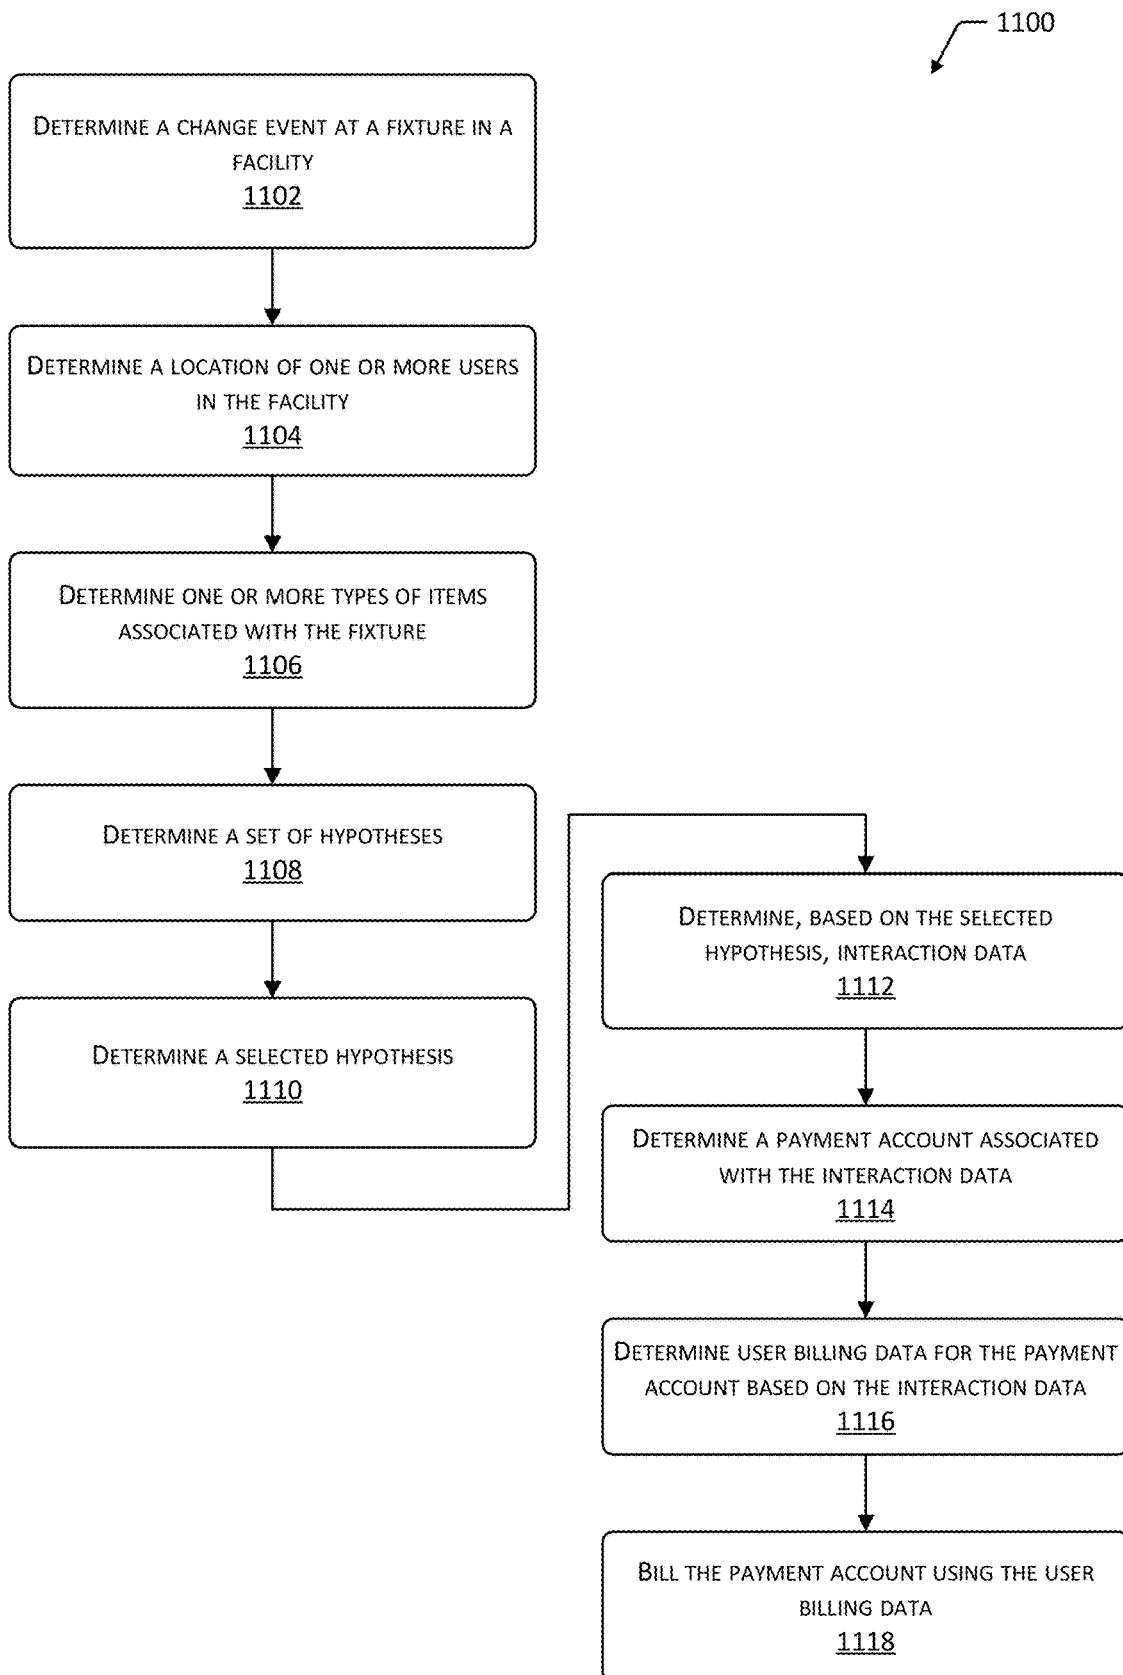 1100
DETERMINE A CHANGE EVENT AT A FIXTURE IN A
FACILITY
1102
DETERMINE A LOCATION OF ONE OR MORE USERS
IN THE FACILITY
1104
DETERMINE ONE OR MORE TYPES OF ITEMS
ASSOCIATED WITH THE FIXTURE
1106
DETERMINE A SET OF HYPOTHESES
1108
DETERMINE A SELECTED HYPOTHESIS
1110
DETERMINE, BASED ON THE SELECTED
HYPOTHESIS, INTERACTION DATA
1112
DETERMINE A PAYMENT ACCOUNT ASSOCIATED
WITH THE INTERACTION DATA
1114
DETERMINE USER BILLING DATA FOR THE PAYMENT
ACCOUNT BASED ON THE INTERACTION DATA
1116
BILL THE PAYMENT ACCOUNT USING THE USER
BILLING DATA
1118